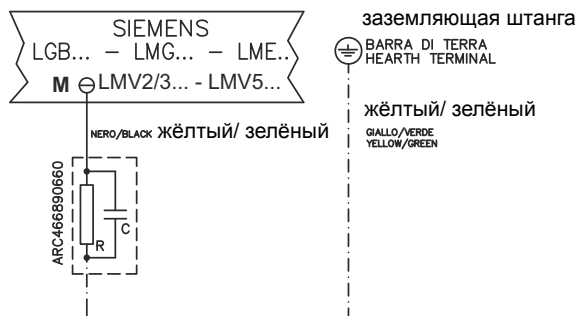 SIEMENS
LGB... – LMG... – LME..
M LMV2/3... - LMV5...
NERO/BLACK жёлтый/ зелёный
ARC466890660
R
C
заземляющая штанга
BARRA DI TERRA
HEARTH TERMINAL
жёлтый/ зелёный
GIALLO/VERDE
YELLOW/GREEN